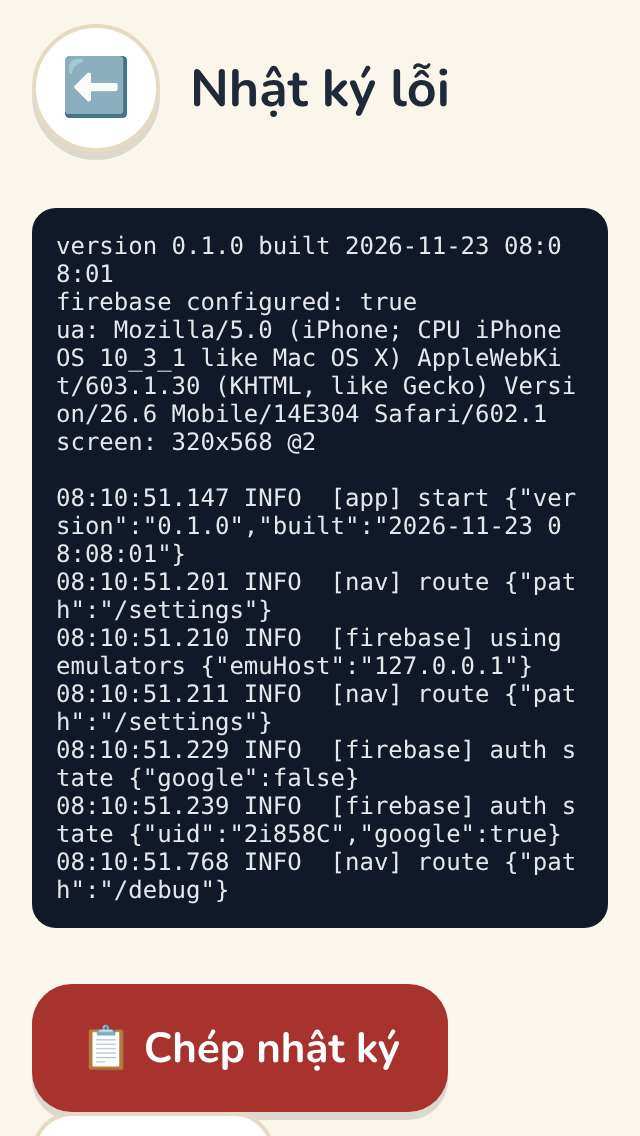 Nhật ký lỗi
version 0.1.0 built 2026-11-23 08:0
8:01
firebase configured: true
ua: Mozilla/5.0 (iPhone; CPU iPhone
OS 10_3_1 like Mac OS X) AppleWebKi
t/603.1.30 (KHTML, like Gecko) Versi
on/26.6 Mobile/14E304 Safari/602.1
screen: 320x568 @2
08:10:51.147 INFO  [app] start {"ver
sion":"0.1.0","built":"2026-11-23 0
8:08:01"}
08:10:51.201 INFO  [nav] route {"pat
h":"/settings"}
08:10:51.210 INFO  [firebase] using
emulators {"emuHost":"127.0.0.1"}
08:10:51.211 INFO  [nav] route {"pat
h":"/settings"}
08:10:51.229 INFO  [firebase] auth s
tate {"google":false}
08:10:51.239 INFO  [firebase] auth s
tate {"uid":"2i858C","google":true}
08:10:51.768 INFO  [nav] route {"pat
h":"/debug"}
Chép nhật ký